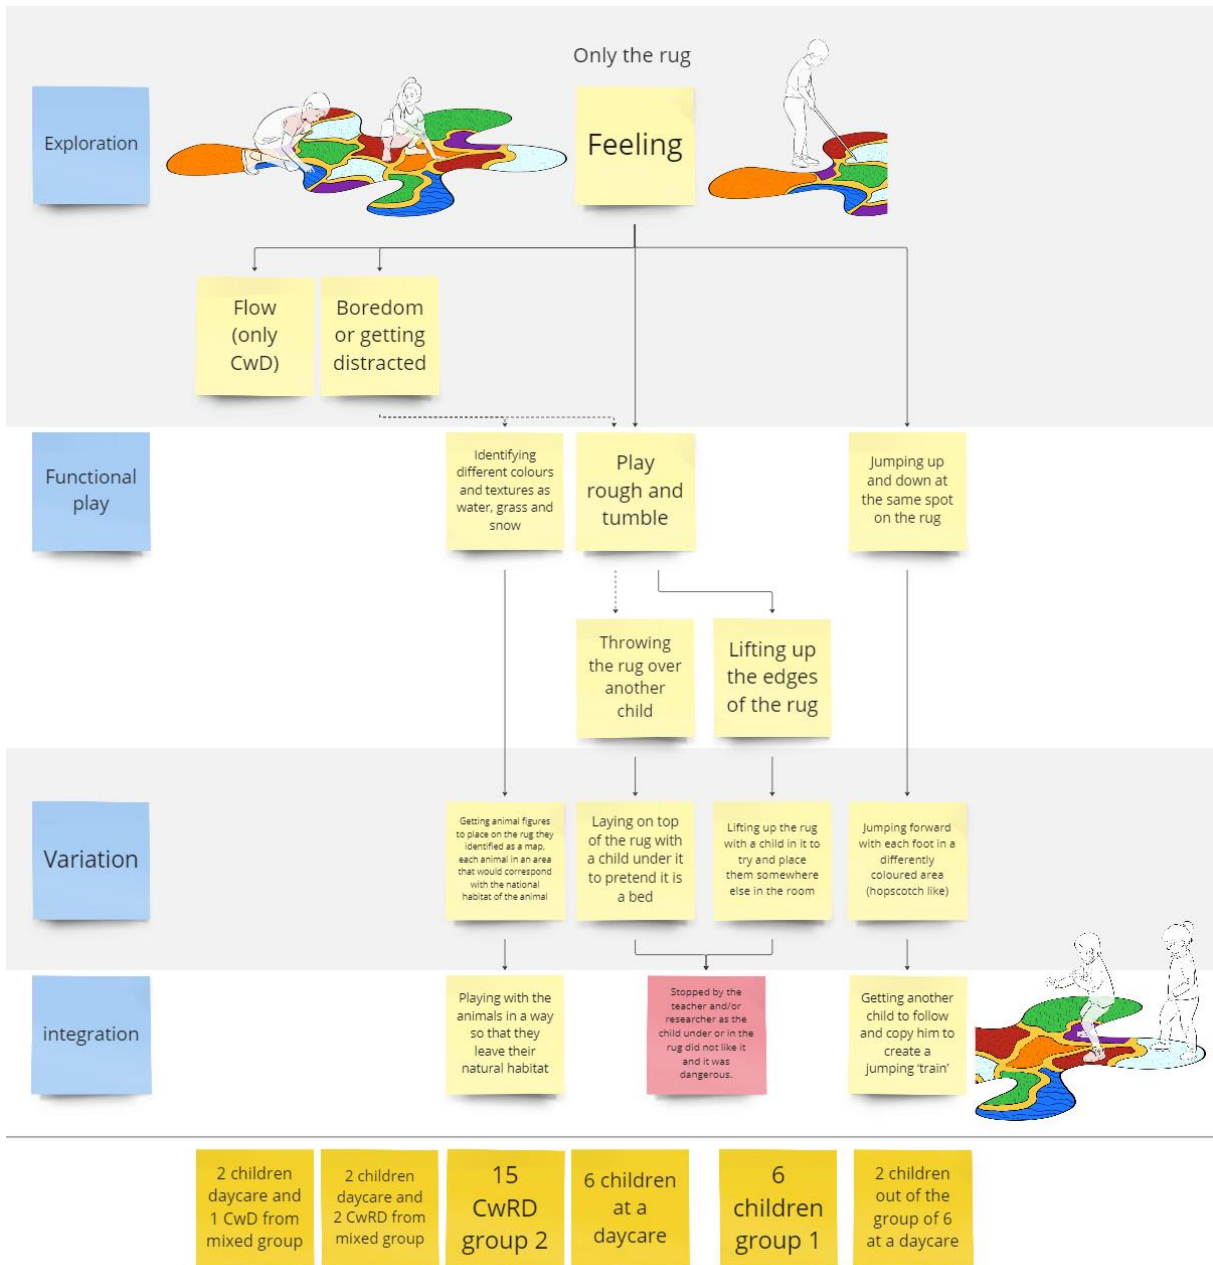 Only the rug
Exploration
Feeling
Flow
(only
CwD)
Boredom
or getting
distracted
Functional
play
Identifying
different colours
and textures as
water, grass and
snow
Play
rough and
tumble
Jumping up
and down at
the same spot
on the rug
Throwing
the rug over
another
child
Lifting up
the edges
of the rug
Variation
Getting animal figures
to place on the rug they
identified as a map,
each animal in an area
that would correspond
with the national
habitat of the animal
Laying on top
of the rug with
a child under it
to pretend it is
a bed
Lifting up the rug
with a child in it to
try and place
them somewhere
else in the room
Jumping forward
with each foot in a
differently
coloured area
(hopscotch like)
integration
Playing with the
animals in a way
so that they
leave their
natural habitat
Stopped by the
teacher and/or
researcher as the
child under or in the
rug did not like it
and it was
dangerous.
Getting another
child to follow
and copy him to
create a
jumping ‘train’
2 children
daycare and
1 CwD from
mixed group
2 children
daycare and
2 CwRD from
mixed group
15
CwRD
group 2
6 children
at a
daycare
6
children
group 1
2 children
out of the
group of 6
at a daycare